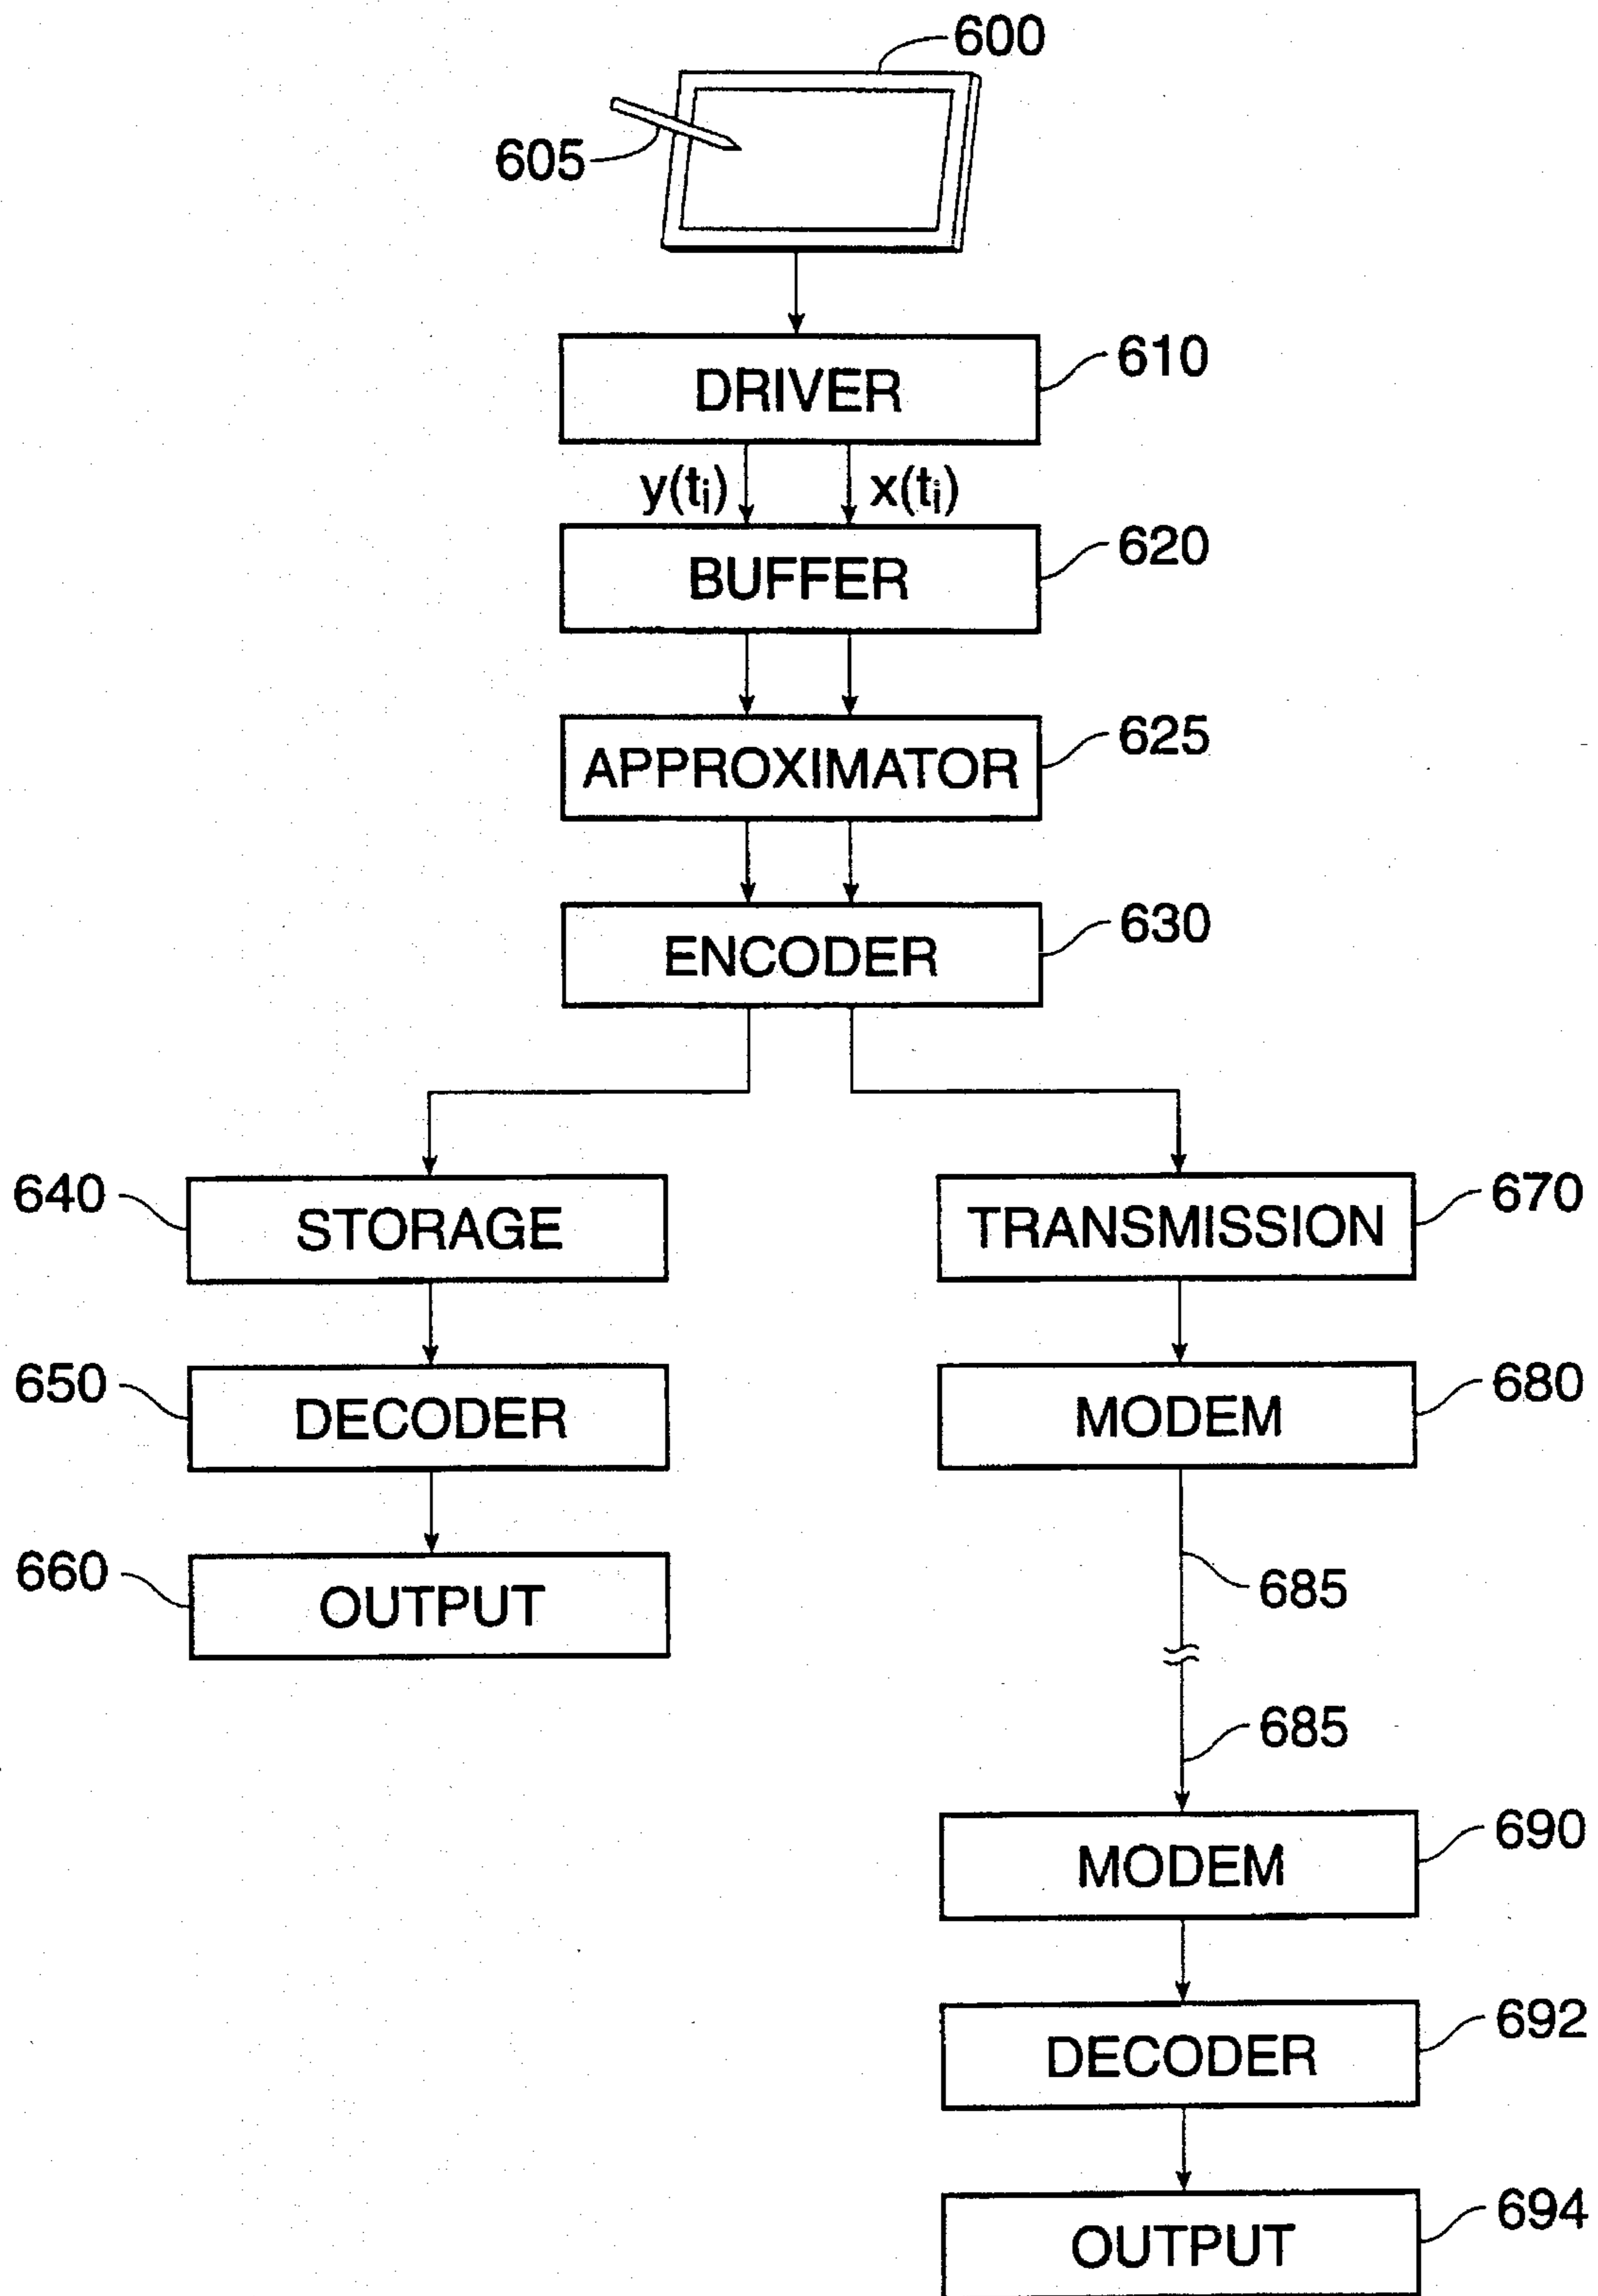 600
605
DRIVER
610
y(ti) x(ti)
BUFFER
620
APPROXIMATOR
625
ENCODER
630
640
STORAGE
TRANSMISSION
670
650
DECODER
MODEM
680
660
OUTPUT
685
685
MODEM
690
DECODER
692
OUTPUT
694